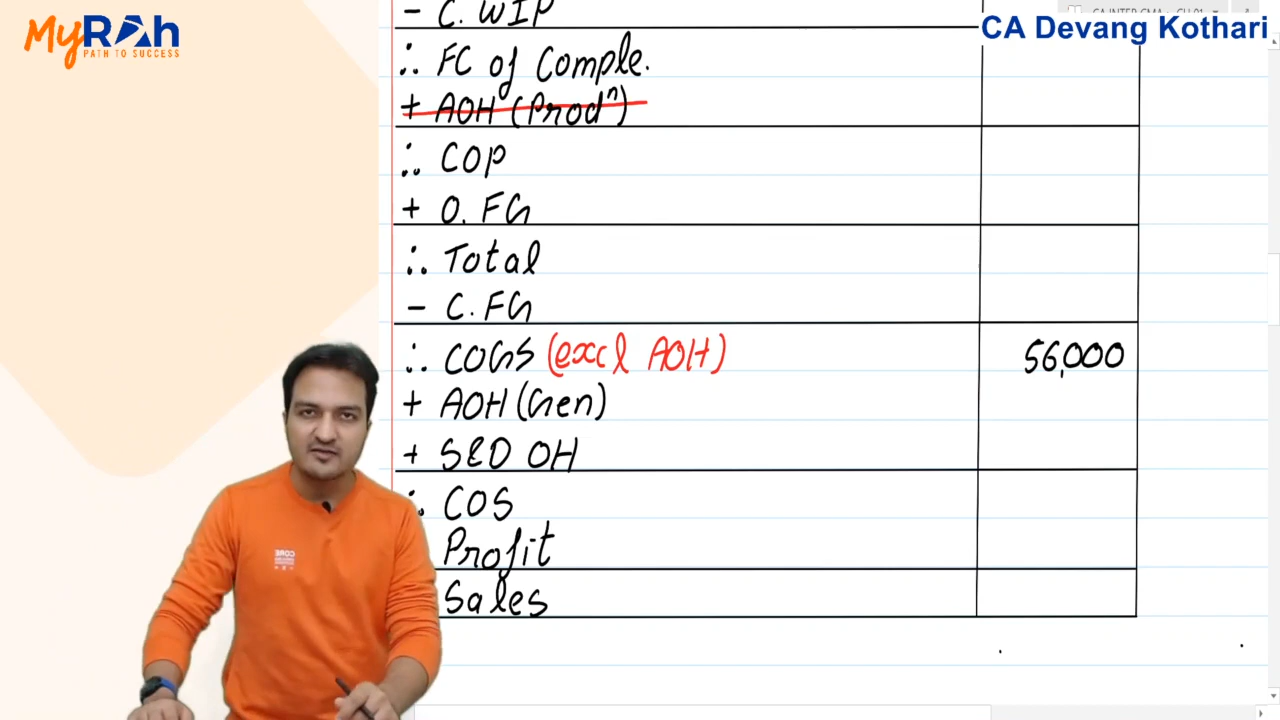 MyRAh
PATH TO SUCCESS
CA Devang Kothari
- C. WIP
∴ FC of Comple.
+ AOH (Prodⁿ)
∴ COP
+ O. FG
∴ Total
- C. FG
∴ COGS (excl AOH) 56,000
+ AOH (Gen)
+ S&D OH
∴ COS
Profit
Sales